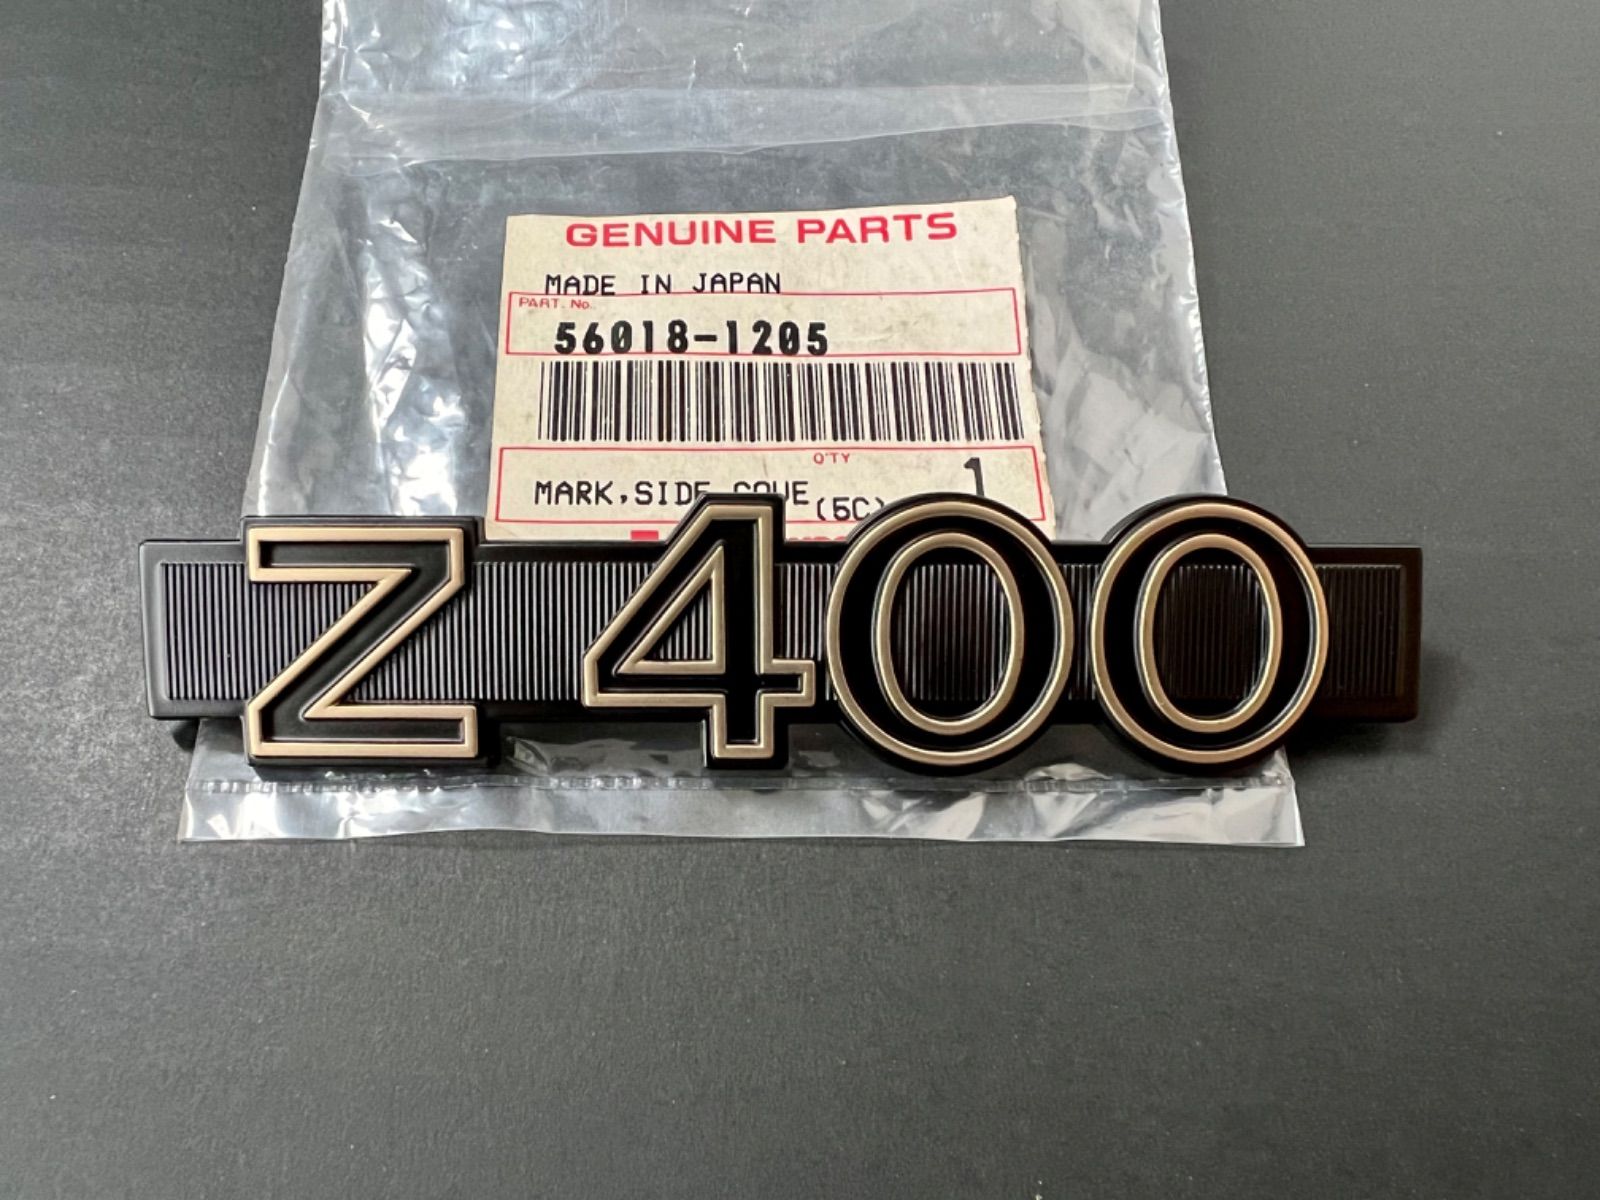 GENUINE PARTS
MADE IN JAPAN
PART. No.
56018-1205
Q'TY
MARK,SIDE COVE (5C) 1
Z400